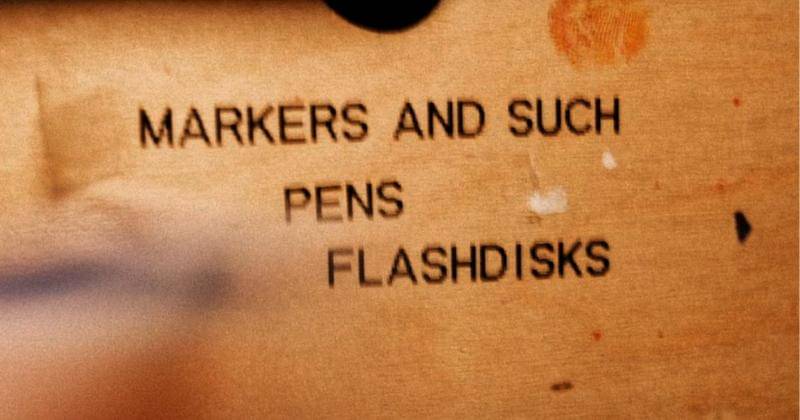 MARKERS AND SUCH
PENS
FLASHDISKS